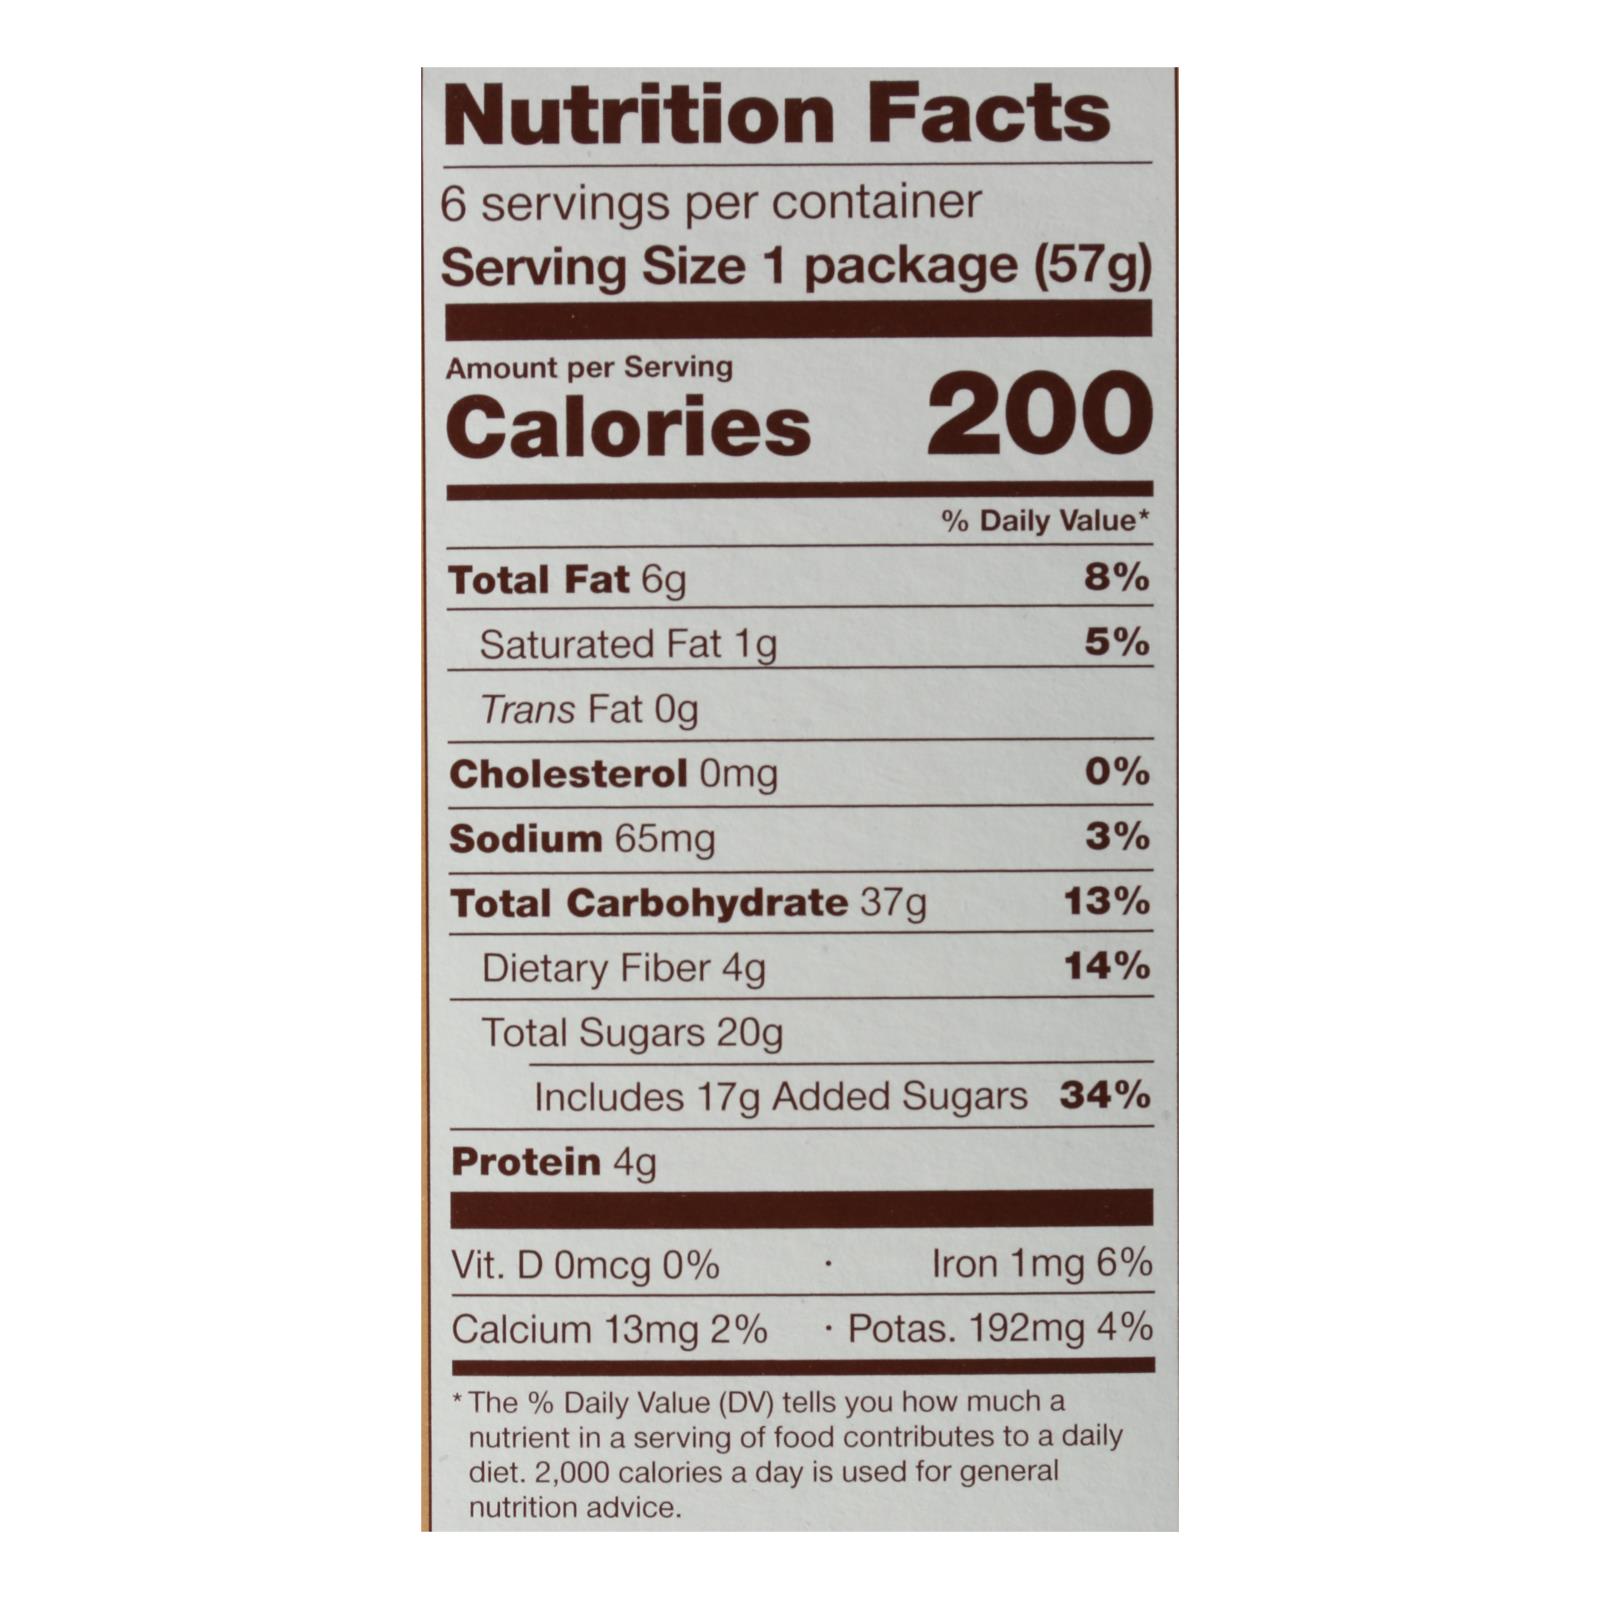 Nutrition Facts
6 servings per container
Serving Size 1 package (57g)
Amount per Serving
Calories 200
% Daily Value*
Total Fat 6g 8%
Saturated Fat 1g 5%
Trans Fat 0g
Cholesterol 0mg 0%
Sodium 65mg 3%
Total Carbohydrate 37g 13%
Dietary Fiber 4g 14%
Total Sugars 20g
Includes 17g Added Sugars 34%
Protein 4g
Vit. D 0mcg 0% · Iron 1mg 6%
Calcium 13mg 2% · Potas. 192mg 4%
* The % Daily Value (DV) tells you how much a
nutrient in a serving of food contributes to a daily
diet. 2,000 calories a day is used for general
nutrition advice.